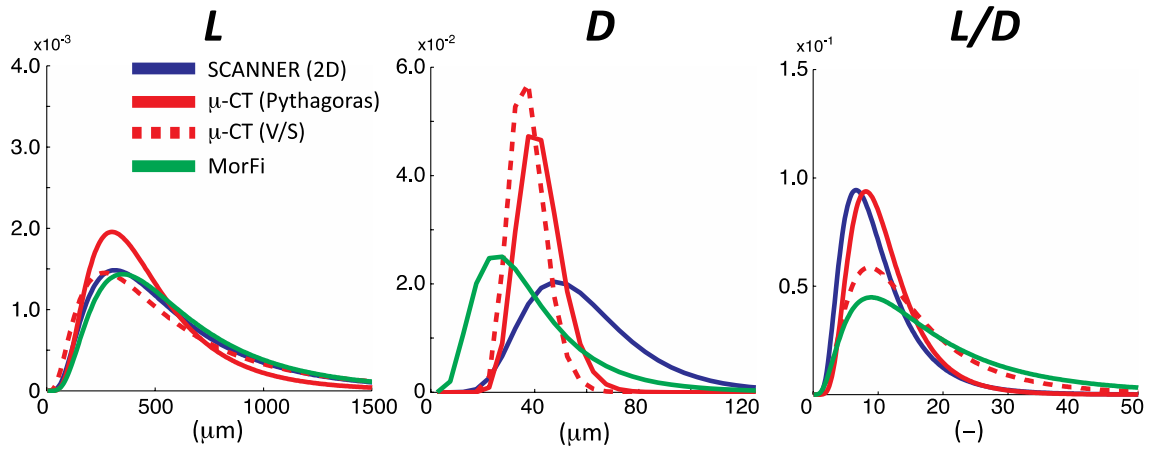 L
x10-3
4.0
3.0
2.0
1.0
0
0
500
1000
1500
(µm)
SCANNER (2D)
µ-CT (Pythagoras)
µ-CT (V/S)
MorFi
D
x10-2
6.0
4.0
2.0
0
0
40
80
120
(µm)
L/D
x10-1
1.5
1.0
0.5
0
0
10
20
30
40
50
(–)